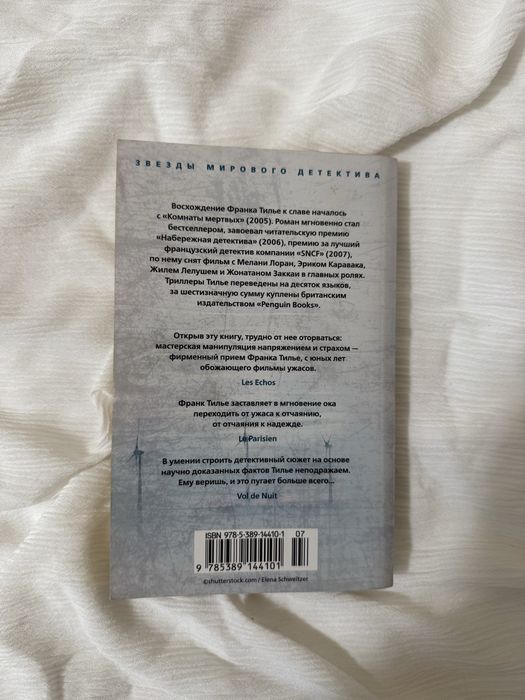 ЗВЕЗДЫ МИРОВОГО ДЕТЕКТИВА
Восхождение Франка Тилье к славе началось
с «Комнаты мертвых» (2005). Роман мгновенно стал
бестселлером, завоевал читательскую премию
«Набережная детектива» (2006), премию за лучший
французский детектив компании «SNCF» (2007),
по нему снят фильм с Мелани Лоран, Эриком Каравака,
Жилем Лелушем и Жонатаном Заккаи в главных ролях.
Триллеры Тилье переведены на десяток языков,
за шестизначную сумму куплены британским
издательством «Penguin Books».
Открыв эту книгу, трудно от нее оторваться:
мастерская манипуляция напряжением и страхом —
фирменный прием Франка Тилье, с юных лет
обожающего фильмы ужасов.
Les Echos
Франк Тилье заставляет в мгновение ока
переходить от ужаса к отчаянию,
от отчаяния к надежде.
Le Parisien
В умении строить детективный сюжет на основе
научно доказанных фактов Тилье неподражаем.
Ему веришь, и это пугает больше всего...
Vol de Nuit
ISBN 978-5-389-14410-1
07
9 785389 144101
©shutterstock.com / Elena Schweitzer